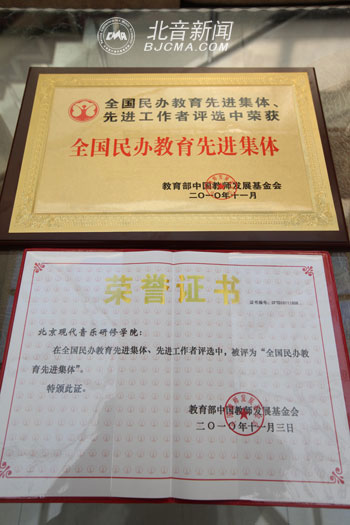 北音新闻
BJCMA.COM
全国民办教育先进集体、
先进工作者评选中荣获
全国民办教育先进集体
教育部中国教师发展基金会
二〇一〇年十一月
荣誉证书
证书编号:
北京现代音乐研修学院:
在全国民办教育先进集体、先进工作者评选中,被评为“全国民办教
育先进集体”。
特颁此证。
教育部中国教师发展基金会
二〇一〇年十一月三日